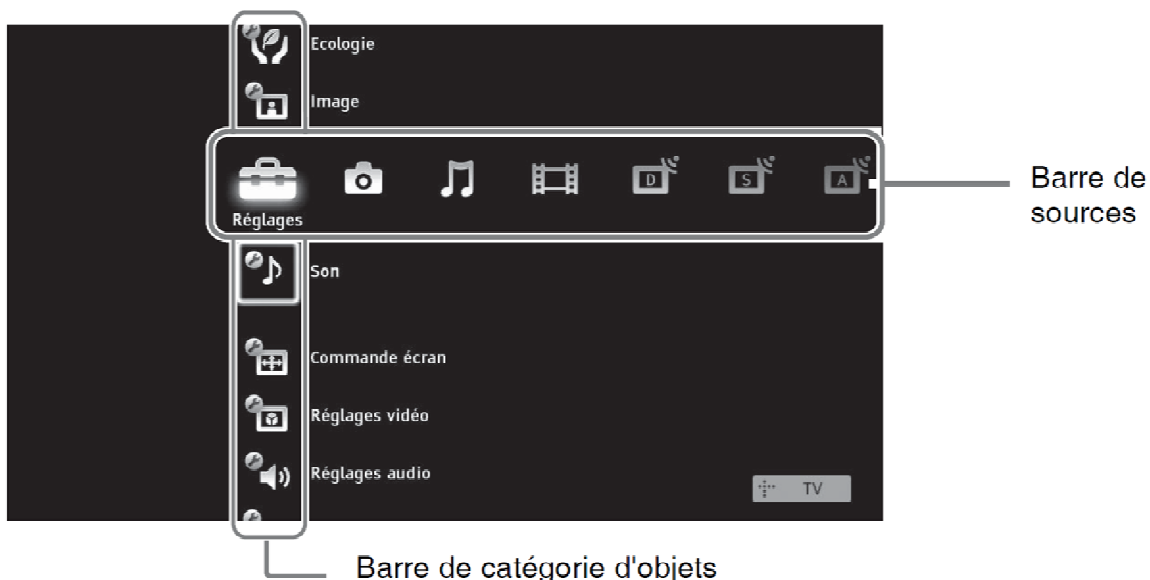 Ecologie
Image
D
S
A
Réglages
Barre de
sources
Son
Commande écran
Réglages vidéo
Réglages audio
TV
Barre de catégorie d'objets